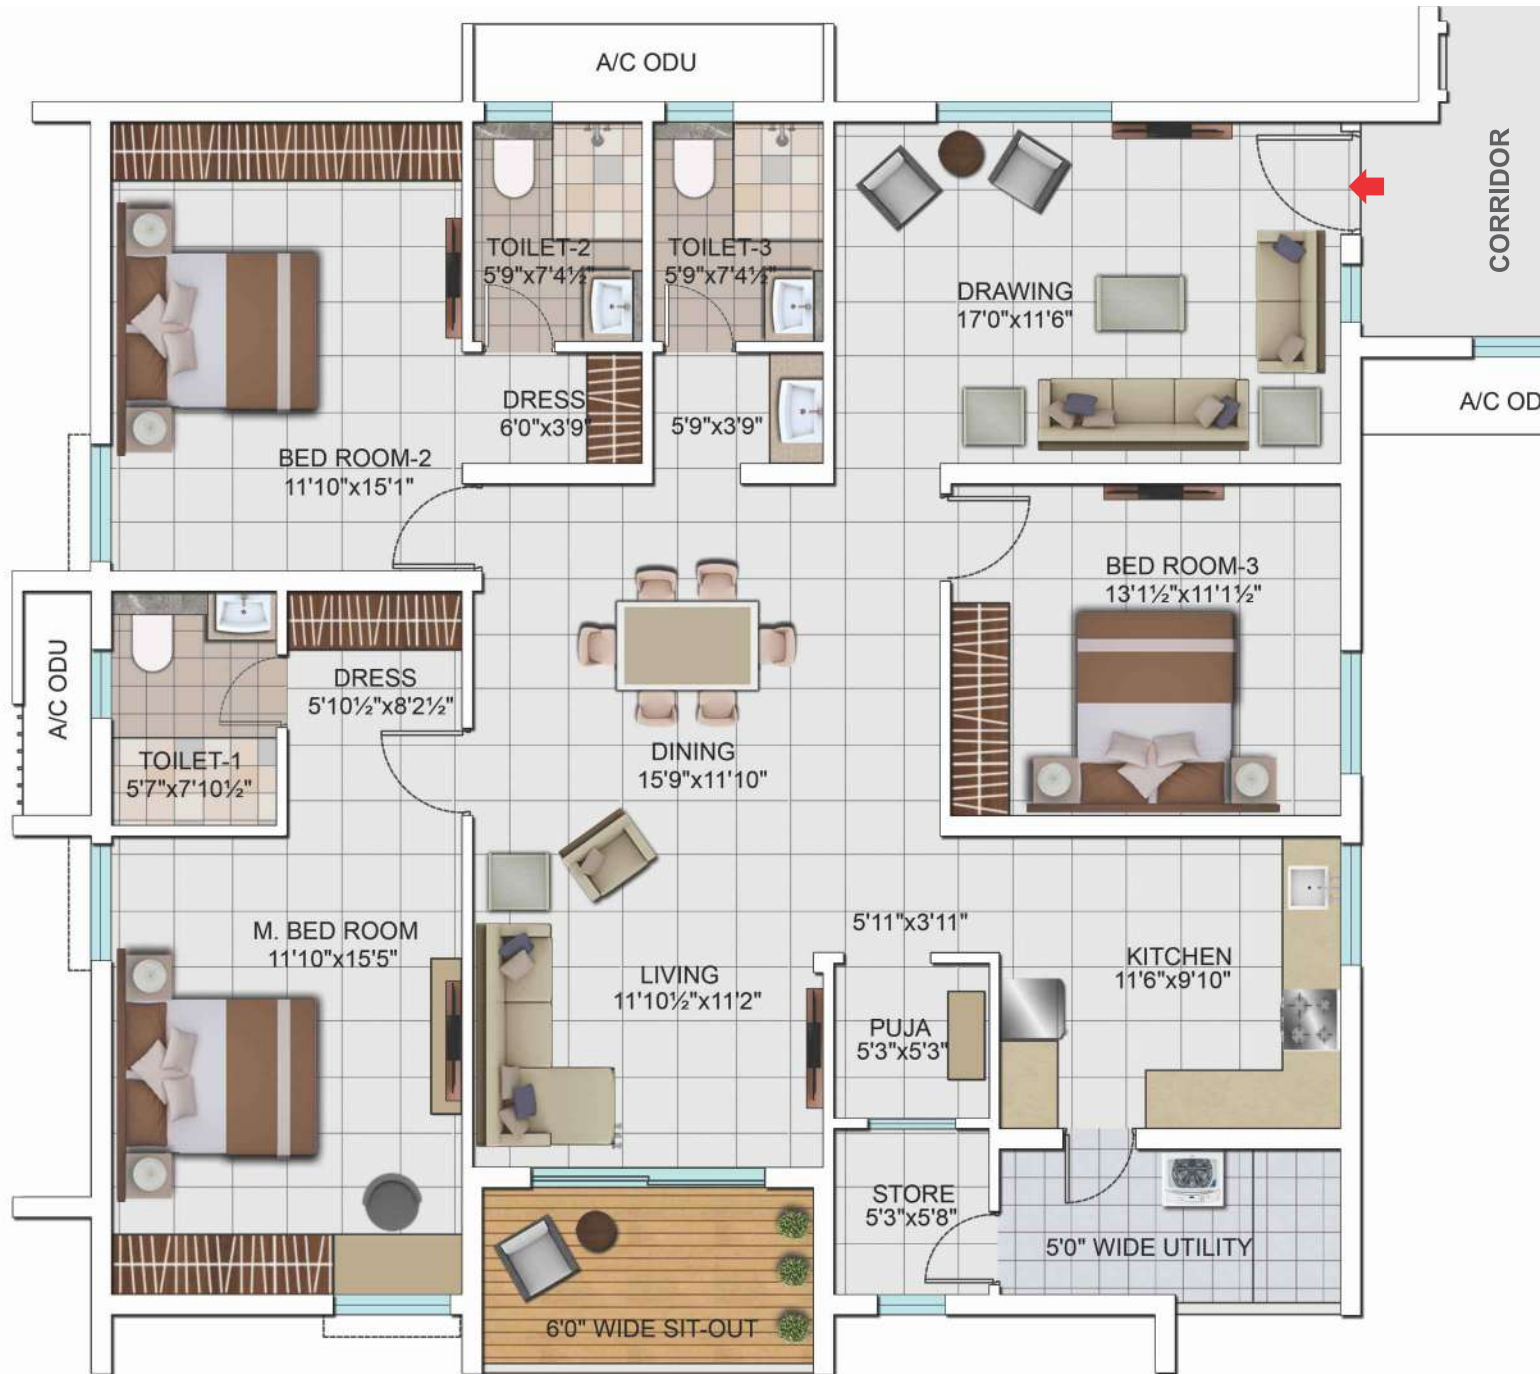 A/C ODU
CORRIDOR
TOILET-2
5'9"x7'4½"
TOILET-3
5'9"x7'4½"
DRAWING
17'0"x11'6"
DRESS
6'0"x3'9"
5'9"x3'9"
A/C OD
BED ROOM-2
11'10"x15'1"
BED ROOM-3
13'1½"x11'1½"
A/C ODU
DRESS
5'10½"x8'2½"
TOILET-1
5'7"x7'10½"
DINING
15'9"x11'10"
M. BED ROOM
11'10"x15'5"
5'11"x3'11"
LIVING
11'10½"x11'2"
KITCHEN
11'6"x9'10"
PUJA
5'3"x5'3"
STORE
5'3"x5'8"
5'0" WIDE UTILITY
6'0" WIDE SIT-OUT